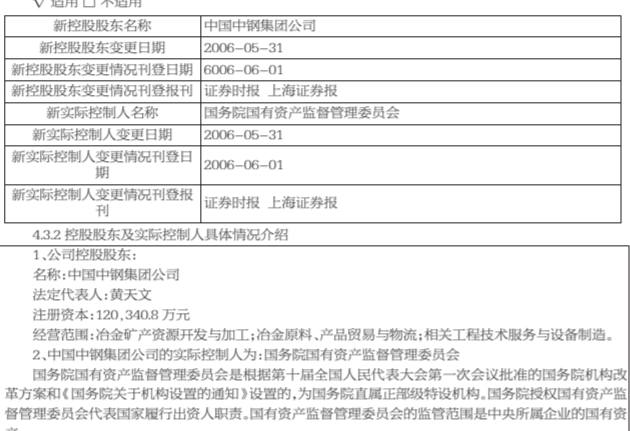 √ 适用 □ 不适用
新控股股东名称 中国中钢集团公司
新控股股东变更日期 2006-05-31
新控股股东变更情况刊登日期 6006-06-01
新控股股东变更情况刊登报刊 证券时报 上海证券报
新实际控制人名称 国务院国有资产监督管理委员会
新实际控制人变更日期 2006-05-31
新实际控制人变更情况刊登日
期 2006-06-01
新实际控制人变更情况刊登报
刊 证券时报 上海证券报
4.3.2 控股股东及实际控制人具体情况介绍
1、公司控股股东:
名称:中国中钢集团公司
法定代表人:黄天文
注册资本:120,340.8 万元
经营范围:冶金矿产资源开发与加工;冶金原料、产品贸易与物流;相关工程技术服务与设备制造。
2、中国中钢集团公司的实际控制人为:国务院国有资产监督管理委员会
国务院国有资产监督管理委员会是根据第十届全国人民代表大会第一次会议批准的国务院机构改
革方案和《国务院关于机构设置的通知》设置的,为国务院直属正部级特设机构。国务院授权国有资产监
督管理委员会代表国家履行出资人职责。国有资产监督管理委员会的监管范围是中央所属企业的国有资
产